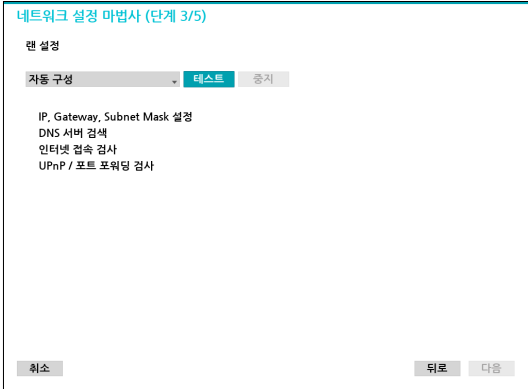 네트워크 설정 마법사 (단계 3/5)
랜 설정
자동 구성 테스트 중지
IP, Gateway, Subnet Mask 설정
DNS 서버 검색
인터넷 접속 검사
UPnP / 포트 포워딩 검사
취소 뒤로 다음